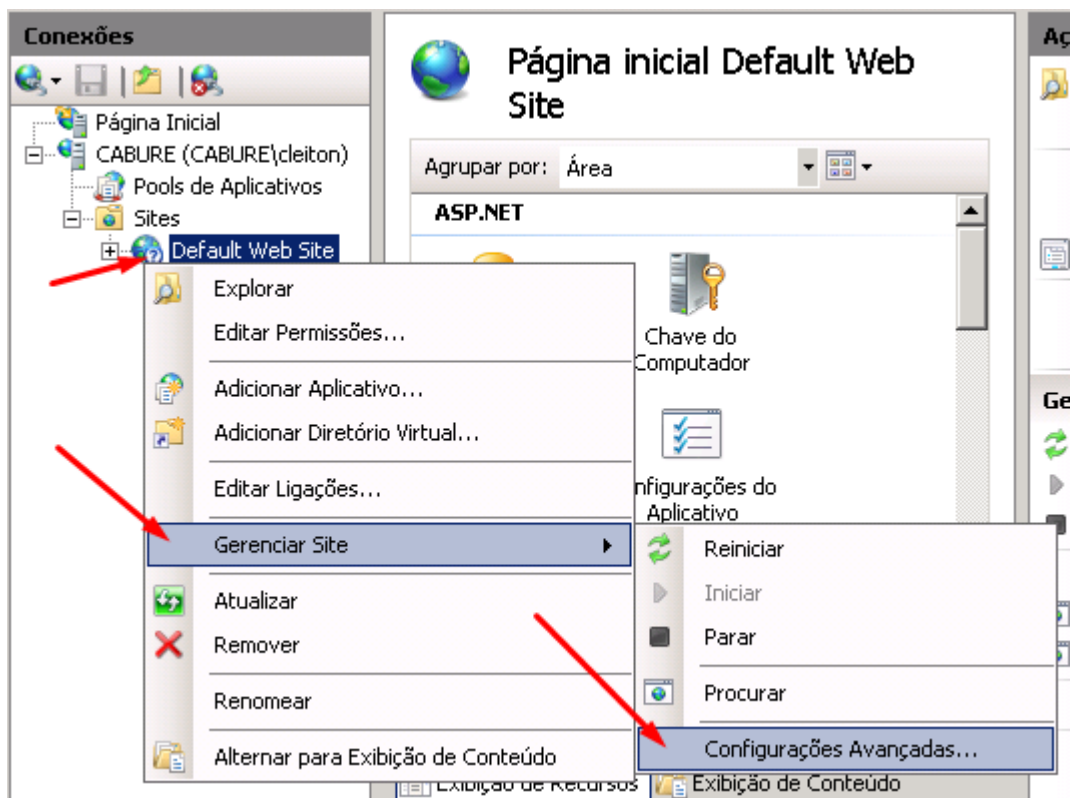 Conexões
Página Inicial
CABURE (CABURE\cleiton)
Pools de Aplicativos
Sites
Default Web Site
Página inicial Default Web
Site
Agrupar por: Área
ASP.NET
Chave do
Computador
nfigurações do
Aplicativo
Aç
Ge
Explorar
Editar Permissões...
Adicionar Aplicativo...
Adicionar Diretório Virtual...
Editar Ligações...
Gerenciar Site
Atualizar
Remover
Renomear
Alternar para Exibição de Conteúdo
Reiniciar
Iniciar
Parar
Procurar
Configurações Avançadas...
Exibição de Recursos
Exibição de Conteúdo